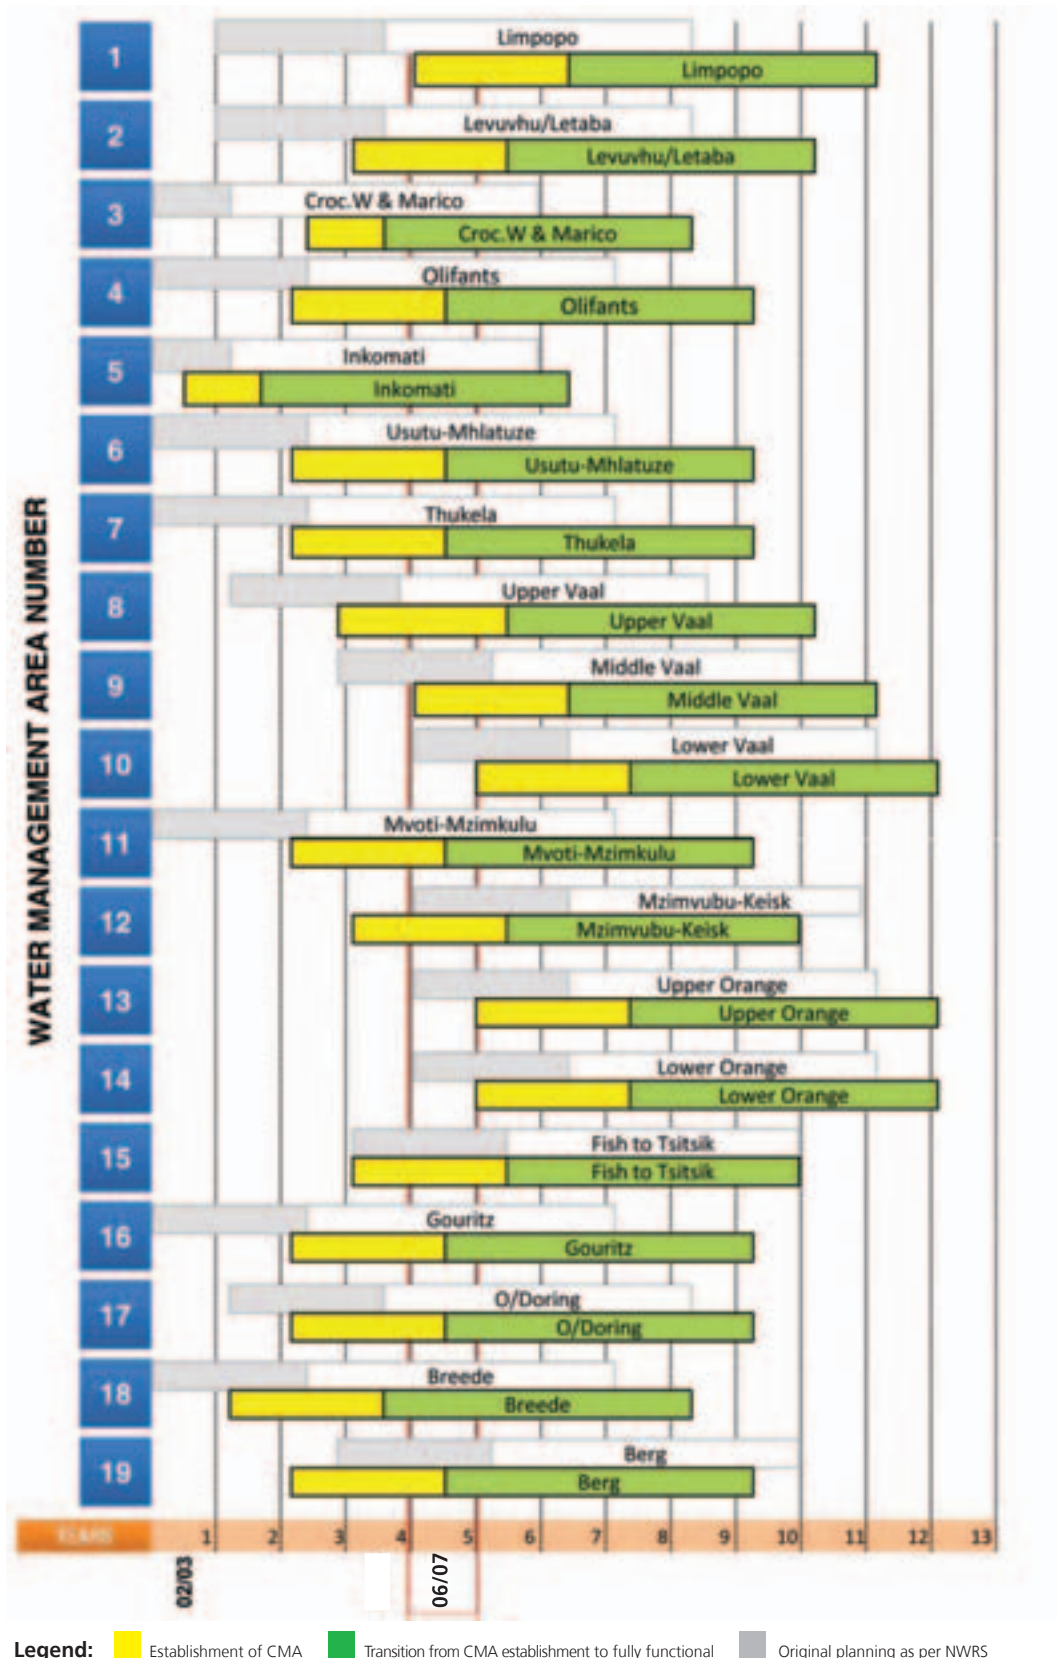 WATER MANAGEMENT AREA NUMBER
1
Limpopo
Limpopo
2
Levuvhu/Letaba
Levuvhu/Letaba
3
Croc.W & Marico
Croc.W & Marico
4
Olifants
Olifants
5
Inkomati
Inkomati
6
Usutu-Mhlatuze
Usutu-Mhlatuze
7
Thukela
Thukela
8
Upper Vaal
Upper Vaal
9
Middle Vaal
Middle Vaal
10
Lower Vaal
Lower Vaal
11
Mvoti-Mzimkulu
Mvoti-Mzimkulu
12
Mzimvubu-Keisk
Mzimvubu-Keisk
13
Upper Orange
Upper Orange
14
Lower Orange
Lower Orange
15
Fish to Tsitsik
Fish to Tsitsik
16
Gouritz
Gouritz
17
O/Doring
O/Doring
18
Breede
Breede
19
Berg
Berg
YEARS 1 2 3 4 5 6 7 8 9 10 11 12 13
02/03 06/07
Legend: Establishment of CMA Transition from CMA establishment to fully functional Original planning as per NWRS